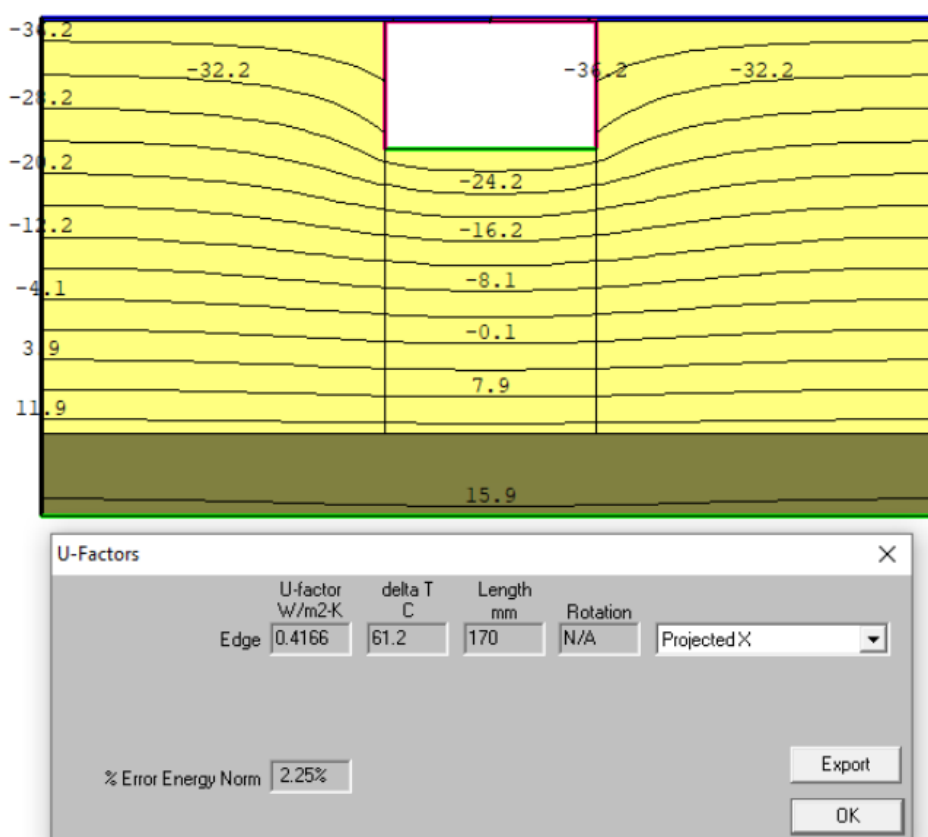 -36.2
-32.2
-36.2
-32.2
-28.2
-20.2
-24.2
-12.2
-16.2
-8.1
-4.1
-0.1
3.9
7.9
11.9
15.9
U-Factors
U-factor delta T Length
W/m2-K C mm Rotation
Edge 0.4166 61.2 170 N/A Projected X
% Error Energy Norm 2.25% Export
OK